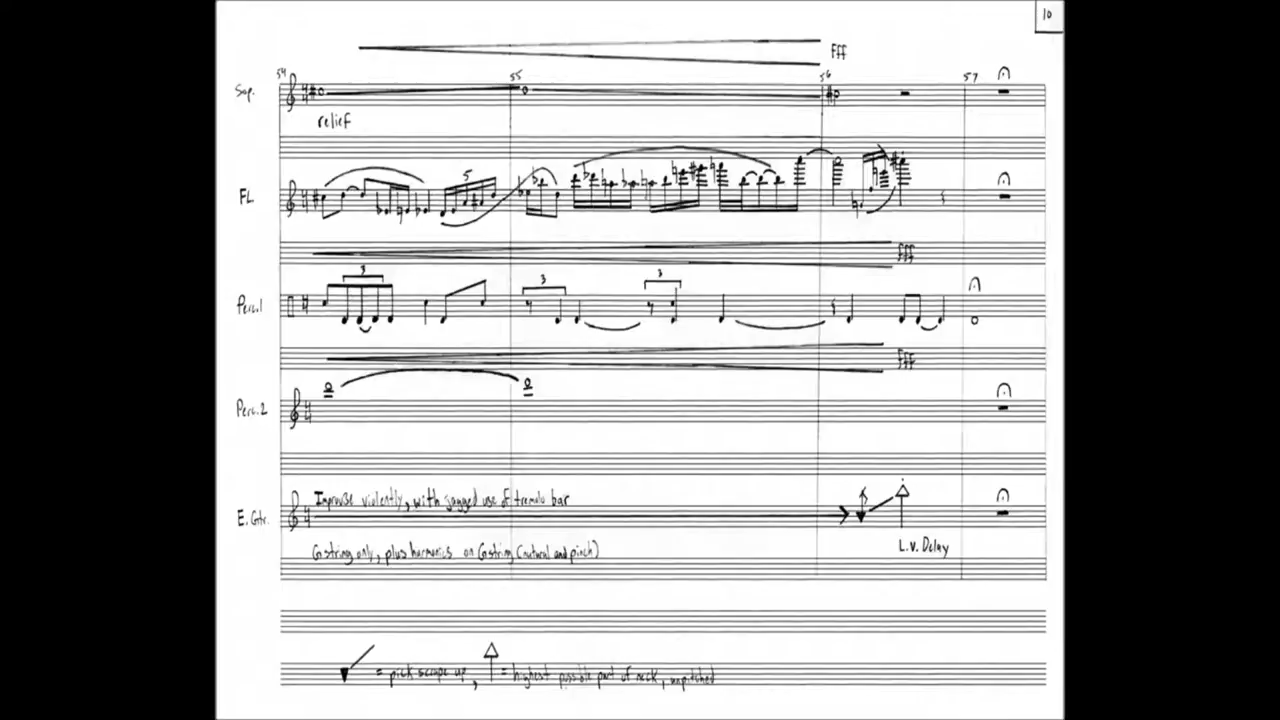 10
fff
54 55 56 57
Sop.
relief
5
FL
fff
3
3 3
Perc.1
fff
Perc. 2
Improvise violently, with jagged use of tremolo bar
E. Gtr.
G string only, plus harmonics on G string (natural and pinch)
L.V. Delay
= pick scrape up, = highest possible part of neck, unpitched